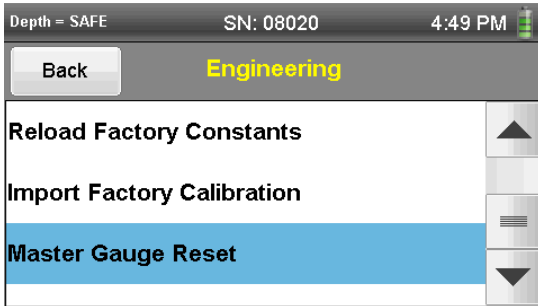 Depth = SAFE SN: 08020 4:49 PM
Back Engineering
Reload Factory Constants
Import Factory Calibration
Master Gauge Reset